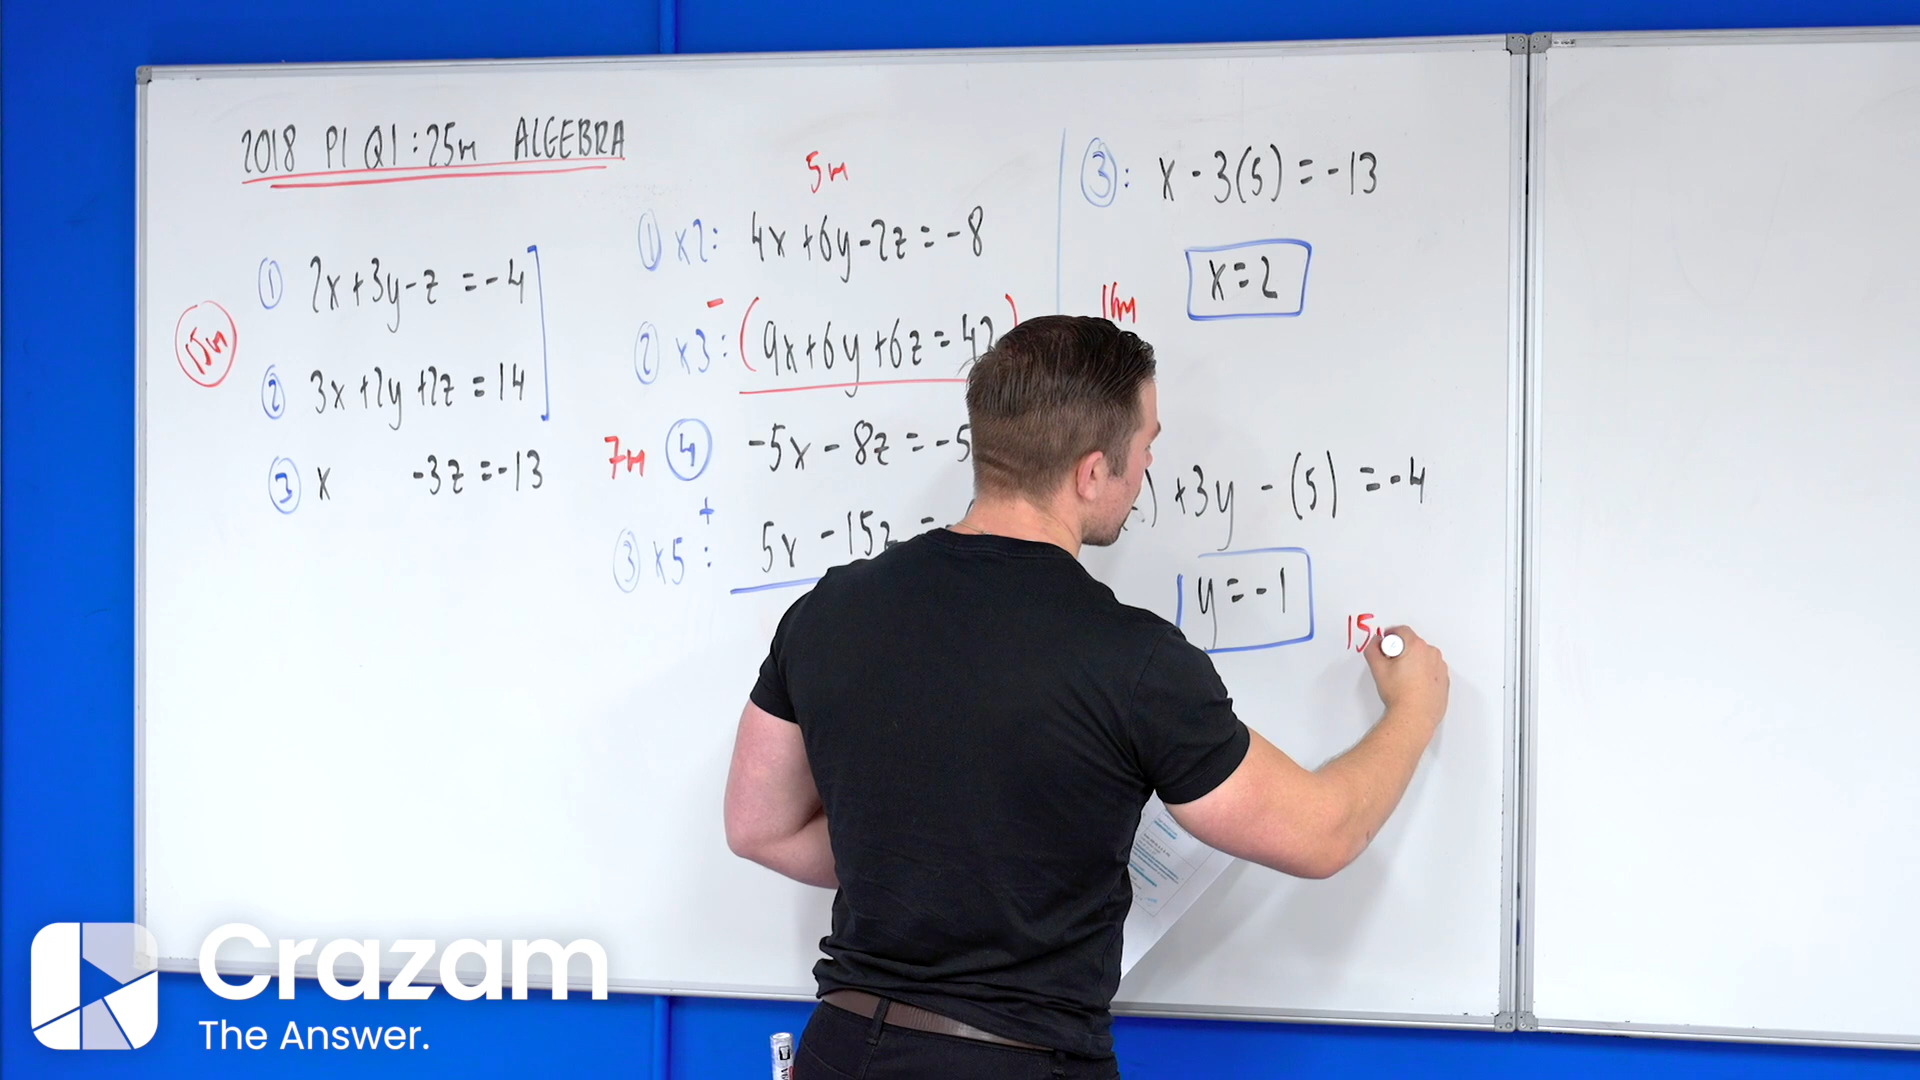 2018 P1 Q1: 25m ALGEBRA
15m
① 2x+3y-z=-4
② 3x+2y+2z=14
③ x -3z=-13
5m
① x2: 4x+6y-2z=-8
-
② x3: (9x+6y+6z=42)
7m ④ -5x-8z=-5
+
③ x5: 5x-15z=
③: x-3(5)=-13
x=2
) +3y-(5)=-4
y=-1
15
Crazam
The Answer.